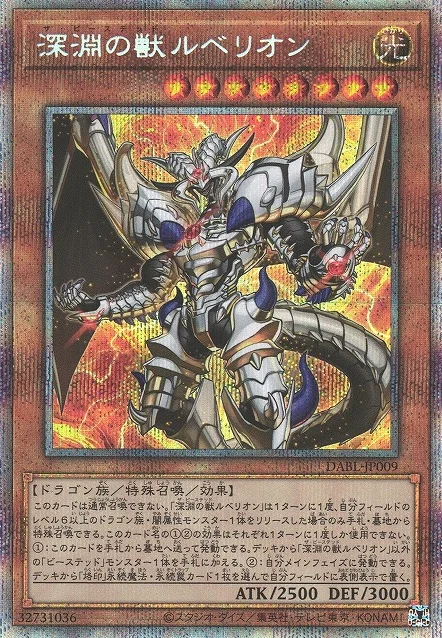 深淵の獣ルベリオン
光
DABL-JP009
【ドラゴン族／特殊召喚／効果】
このカードは通常召喚できない。「深淵の獣ルベリオン」は1ターンに1度、自分フィールドの
レベル6以上のドラゴン族・闇属性モンスター1体をリリースした場合のみ手札・墓地から
特殊召喚できる。このカード名の①②の効果はそれぞれ1ターンに1度しか使用できない。
①：このカードを手札から墓地へ送って発動できる。デッキから「深淵の獣ルベリオン」以外
の「ビーステッド」モンスター1体を手札に加える。②：自分メインフェイズに発動できる。
デッキから「烙印」永続魔法・永続罠カード1枚を選んで自分フィールドに表側表示で置く。
ATK/2500 DEF/3000
32731036
©スタジオ・ダイス／集英社・テレビ東京・KONAMI